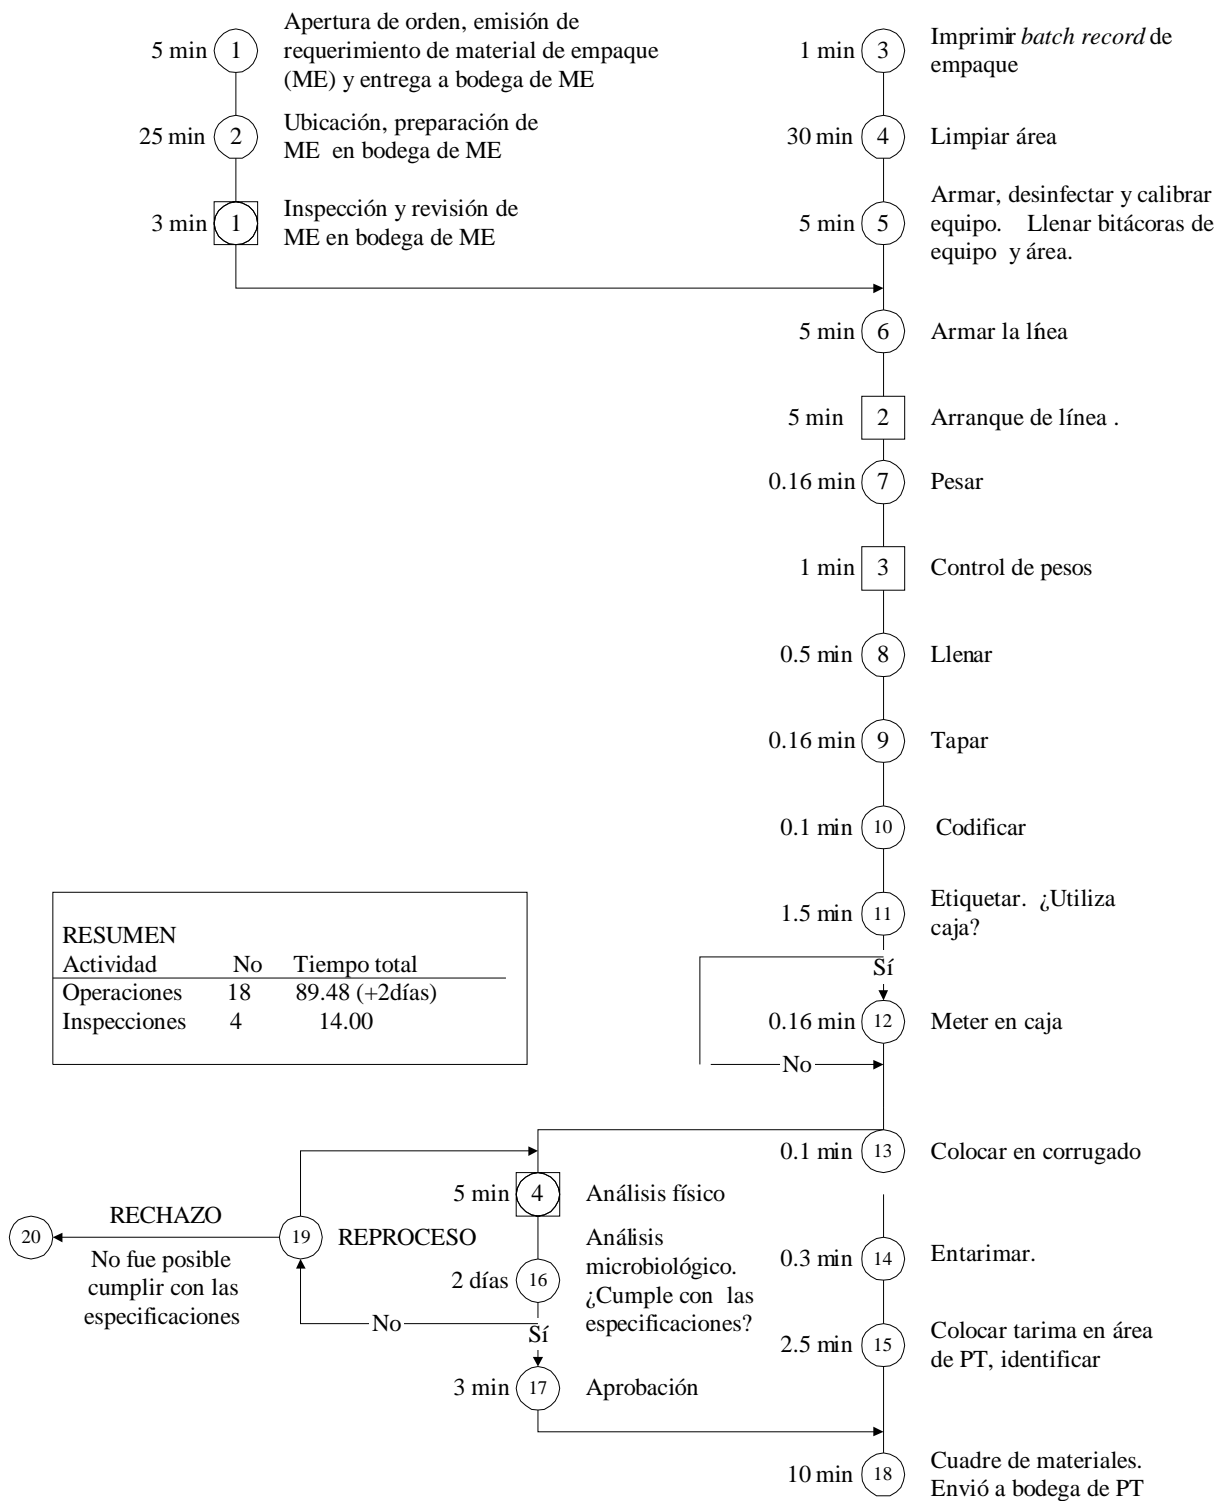 5 min
1
Apertura de orden, emisión de
requerimiento de material de empaque
(ME) y entrega a bodega de ME
25 min
2
Ubicación, preparación de
ME en bodega de ME
3 min
1
Inspección y revisión de
ME en bodega de ME
1 min
3
Imprimir batch record de
empaque
30 min
4
Limpiar área
5 min
5
Armar, desinfectar y calibrar
equipo. Llenar bitácoras de
equipo y área.
5 min
6
Armar la línea
5 min
2
Arranque de línea .
0.16 min
7
Pesar
1 min
3
Control de pesos
0.5 min
8
Llenar
0.16 min
9
Tapar
0.1 min
10
Codificar
1.5 min
11
Etiquetar. ¿Utiliza
caja?
Sí
0.16 min
12
Meter en caja
No
RESUMEN
Actividad No Tiempo total
Operaciones 18 89.48 (+2días)
Inspecciones 4 14.00
0.1 min
13
Colocar en corrugado
5 min
4
Análisis físico
20
RECHAZO
No fue posible
cumplir con las
especificaciones
19
REPROCESO
2 días
16
Análisis
microbiológico.
¿Cumple con las
especificaciones?
No
Sí
3 min
17
Aprobación
0.3 min
14
Entarimar.
2.5 min
15
Colocar tarima en área
de PT, identificar
10 min
18
Cuadre de materiales.
Envió a bodega de PT